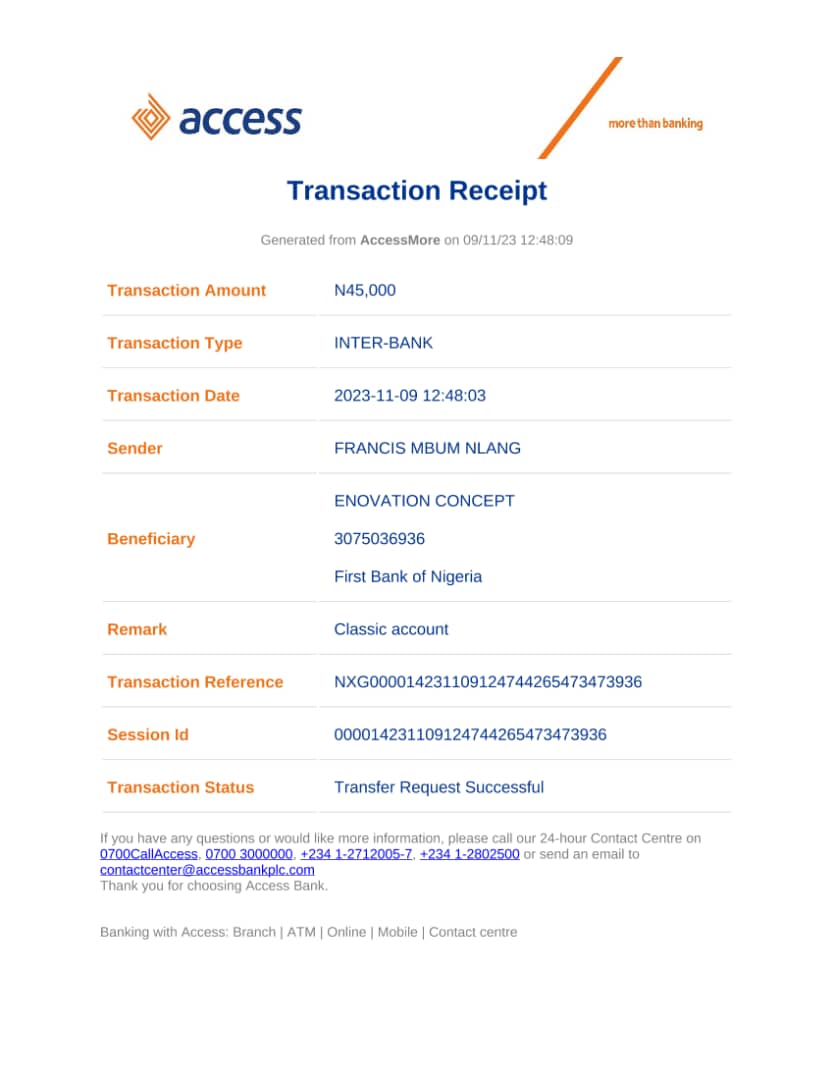 access
more than banking
Transaction Receipt
Generated from AccessMore on 09/11/23 12:48:09
Transaction Amount N45,000
Transaction Type INTER-BANK
Transaction Date 2023-11-09 12:48:03
Sender FRANCIS MBUM NLANG
ENOVATION CONCEPT
Beneficiary 3075036936
First Bank of Nigeria
Remark Classic account
Transaction Reference NXG000014231109124744265473473936
Session Id 000014231109124744265473473936
Transaction Status Transfer Request Successful
If you have any questions or would like more information, please call our 24-hour Contact Centre on
0700CallAccess, 0700 3000000, +234 1-2712005-7, +234 1-2802500 or send an email to
contactcenter@accessbankplc.com
Thank you for choosing Access Bank.
Banking with Access: Branch | ATM | Online | Mobile | Contact centre